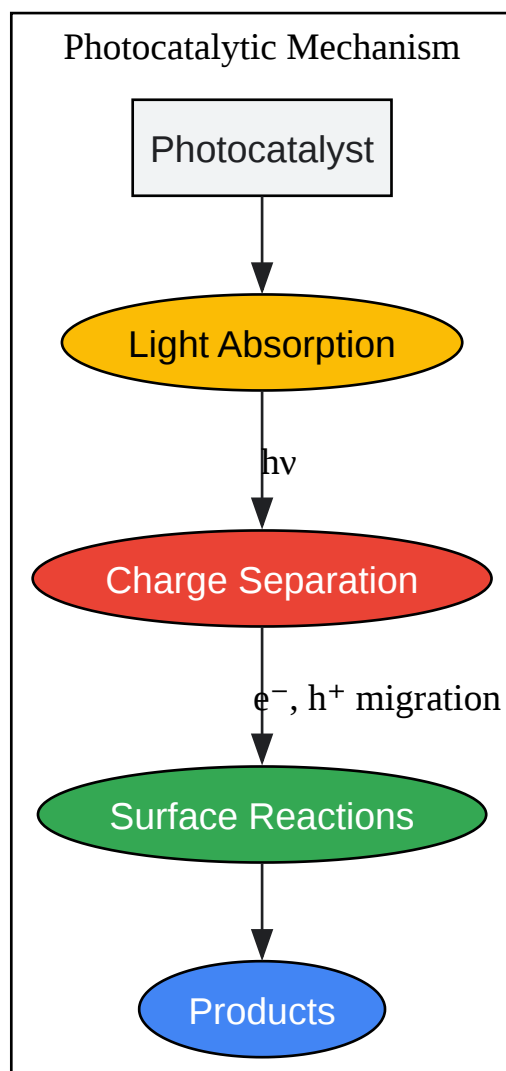 Photocatalytic Mechanism
Photocatalyst
Light Absorption
hν
Charge Separation
e⁻, h⁺ migration
Surface Reactions
Products